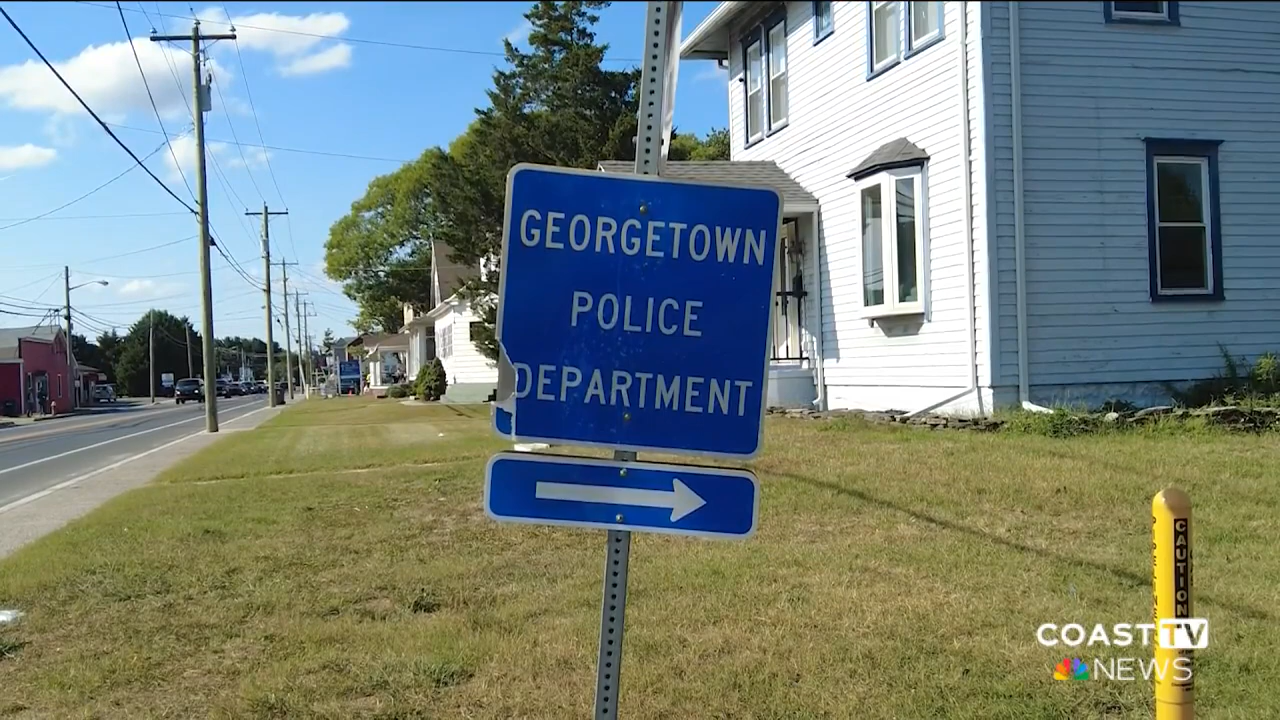 GEORGETOWN
POLICE
DEPARTMENT
CAUTION
COAST TV
NEWS